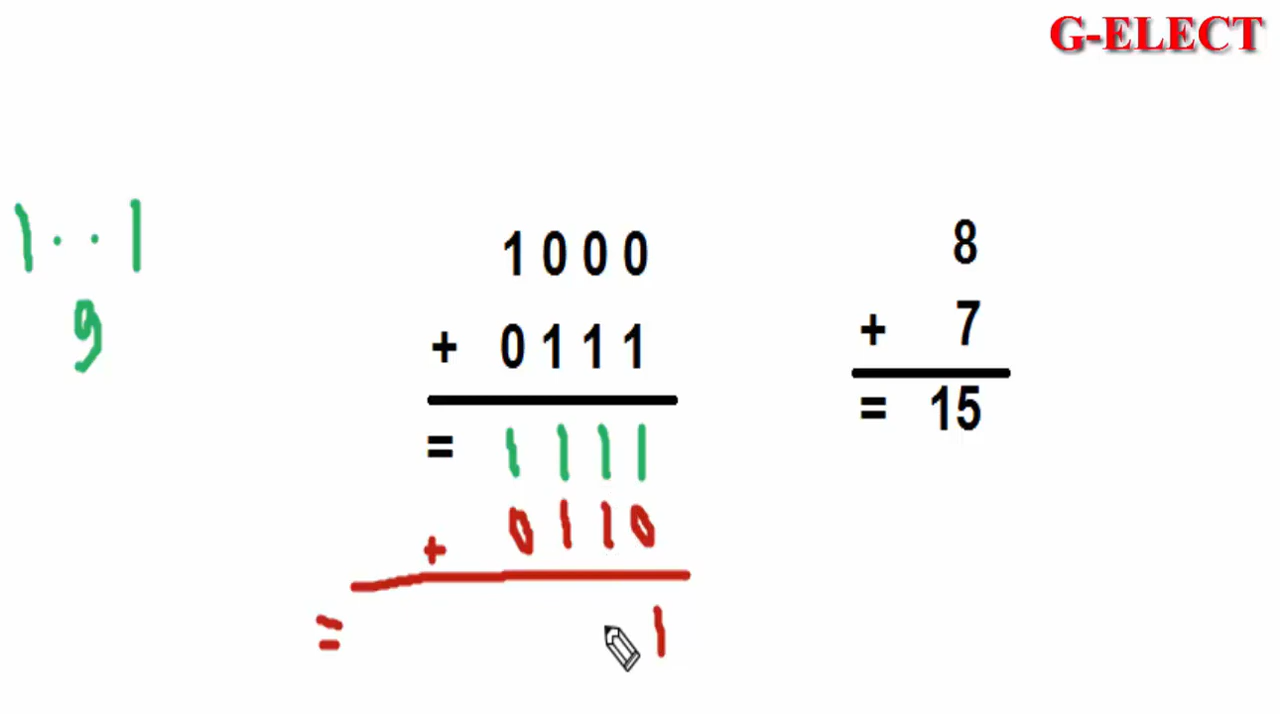 G-ELECT
1 . . 1
9
1 0 0 0
+ 0 1 1 1
= 1 1 1 1
+ 0 1 1 0
= 1
8
+ 7
= 15